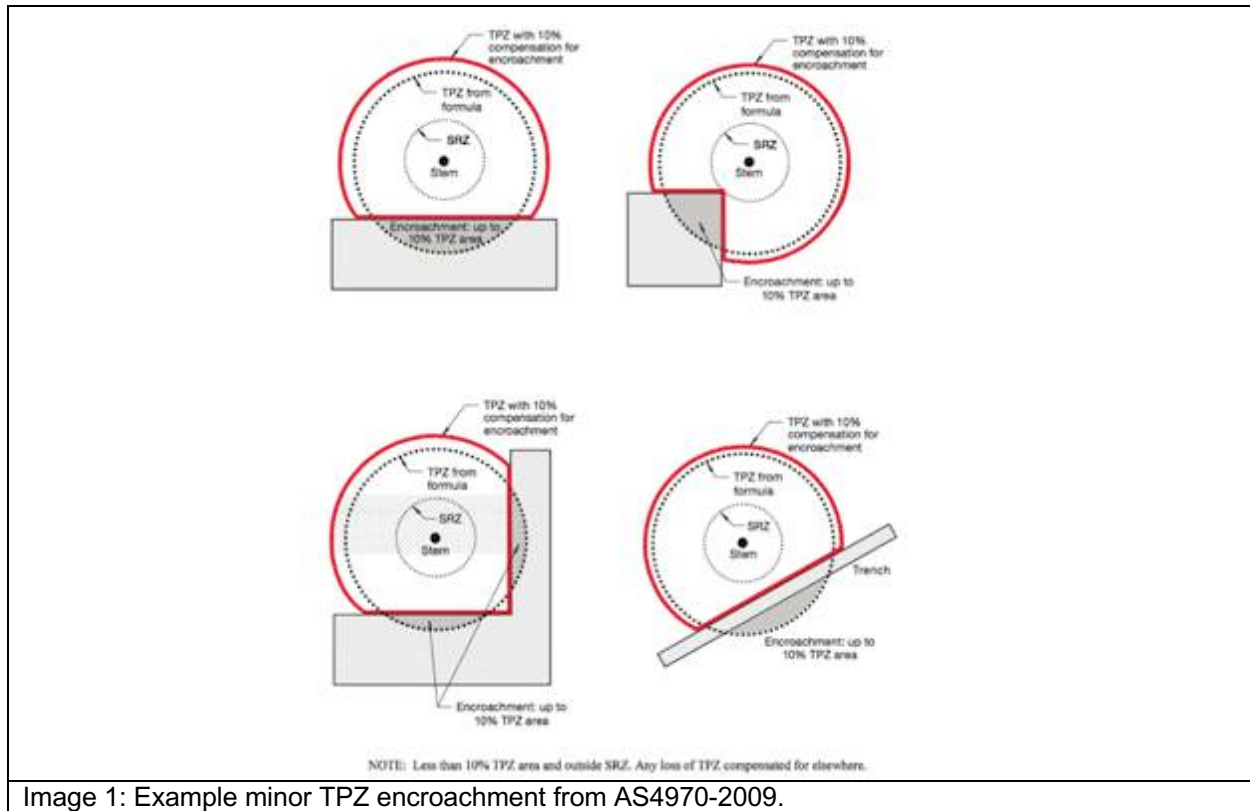 TPZ with 10%
compensation for
encroachment
TPZ from
formula
SRZ
Stem
Encroachment: up to
10% TPZ area
TPZ with 10%
compensation for
encroachment
TPZ from
formula
SRZ
Stem
Encroachment: up to
10% TPZ area
TPZ with 10%
compensation for
encroachment
TPZ from
formula
SRZ
Stem
Encroachment: up to
10% TPZ area
TPZ with 10%
compensation for
encroachment
TPZ from
formula
SRZ
Stem
Trench
Encroachment: up to
10% TPZ area
NOTE: Less than 10% TPZ area and outside SRZ. Any loss of TPZ compensated for elsewhere.
Image 1: Example minor TPZ encroachment from AS4970-2009.